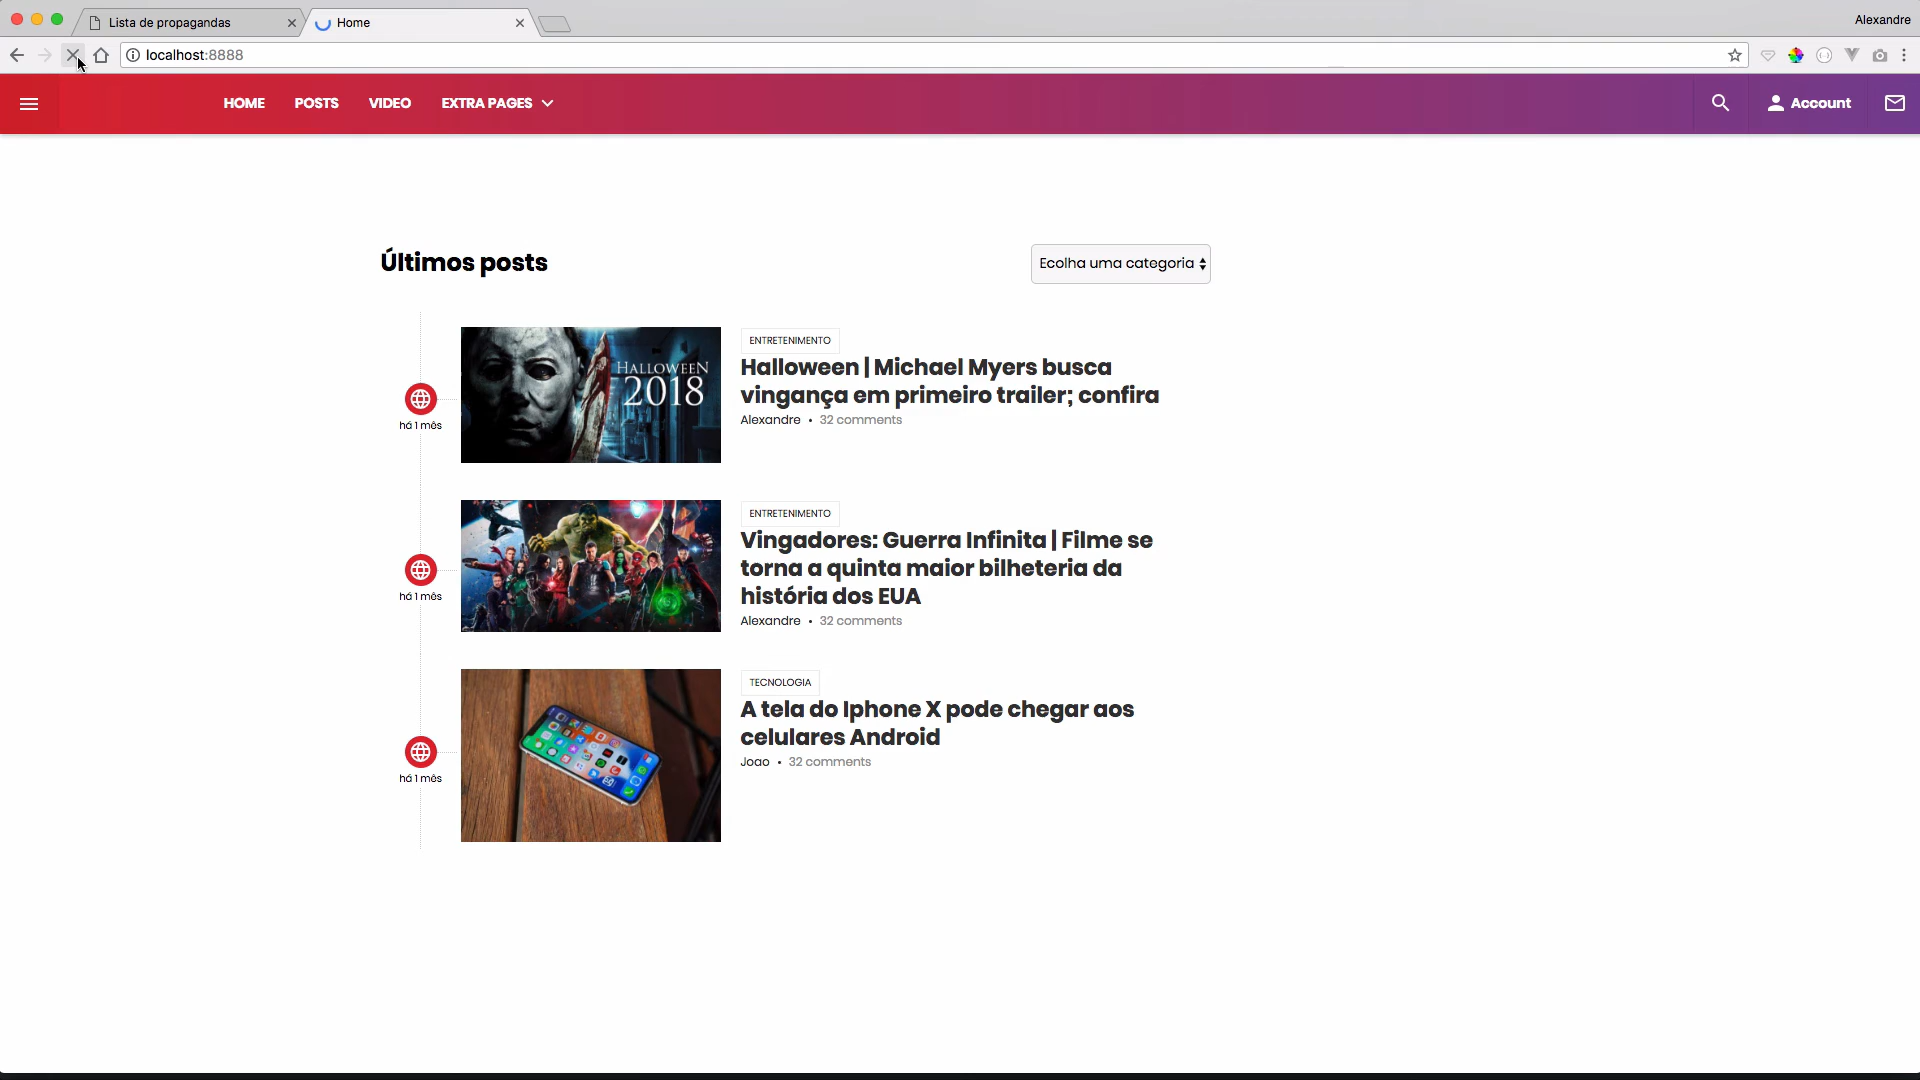 Lista de propagandas
Home
Alexandre
localhost:8888
HOME
POSTS
VIDEO
EXTRA PAGES
Account
Últimos posts
Ecolha uma categoria
HALLOWEEN
2018
há 1 mês
ENTRETENIMENTO
Halloween | Michael Myers busca
vingança em primeiro trailer; confira
Alexandre • 32 comments
há 1 mês
ENTRETENIMENTO
Vingadores: Guerra Infinita | Filme se
torna a quinta maior bilheteria da
história dos EUA
Alexandre • 32 comments
há 1 mês
TECNOLOGIA
A tela do Iphone X pode chegar aos
celulares Android
Joao • 32 comments